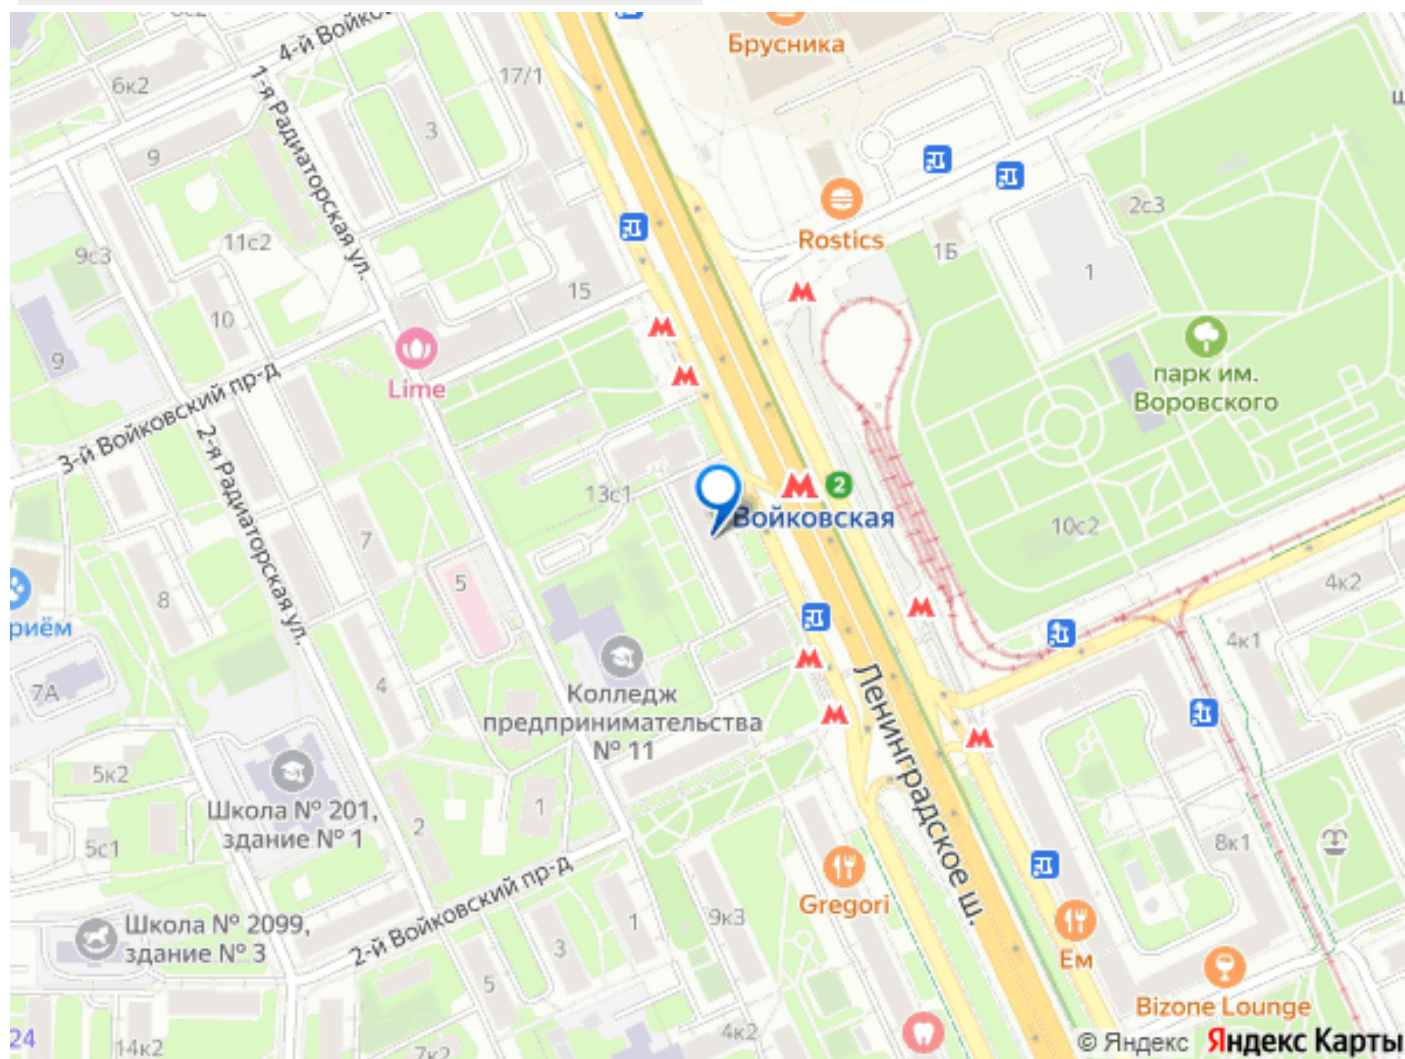 4-й Войко
6к2
17/1
Брусника
1-я Радиаторская ул.
3
9
Rostics
2с3
1Б
11с2
9с3
15
1
10
9
Lime
парк им.
Воровского
3-й Войковский пр-д
2-я Радиаторская ул.
13с1
2
Войковская
10с2
7
5
8
4к2
риём
4к1
7А
4
Колледж
предпринимательства
№ 11
Ленинградское ш.
5к2
Школа № 201,
здание № 1
1
2
5с1
8к1
2-й Войковский пр-д
Gregori
9к3
1
Школа № 2099,
здание № 3
3
Ем
5
Bizone Lounge
24
14к2
7к2
4к2
© Яндекс Яндекс Карты